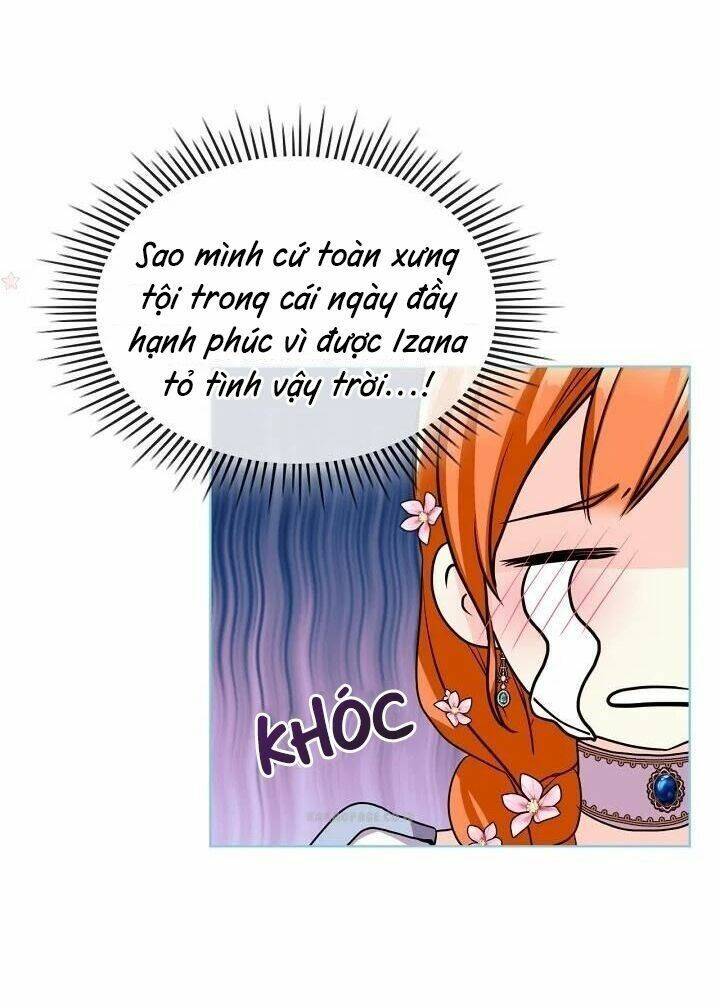 Sao mình cứ toàn xưng
tội trong cái ngày đầy
hạnh phúc vì được Izana
tỏ tình vậy trời...!
KHÓC